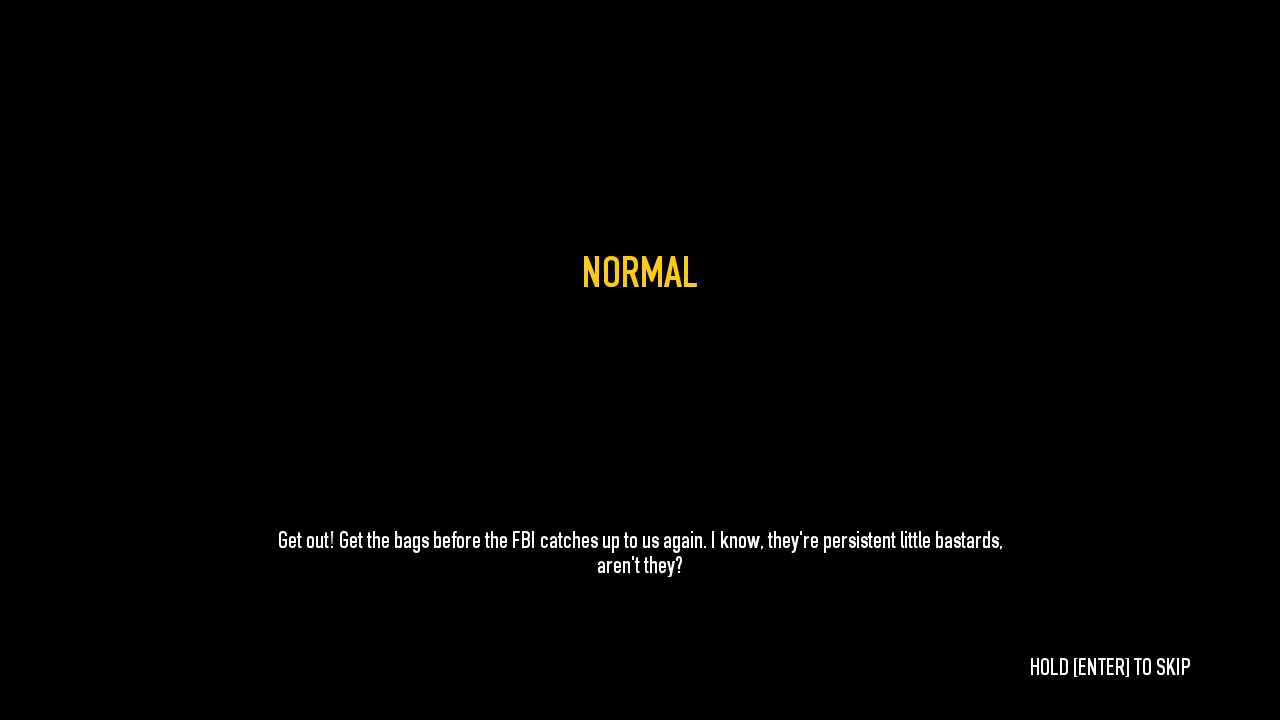 NORMAL
Get out! Get the bags before the FBI catches up to us again. I know, they're persistent little bastards,
aren't they?
HOLD [ENTER] TO SKIP